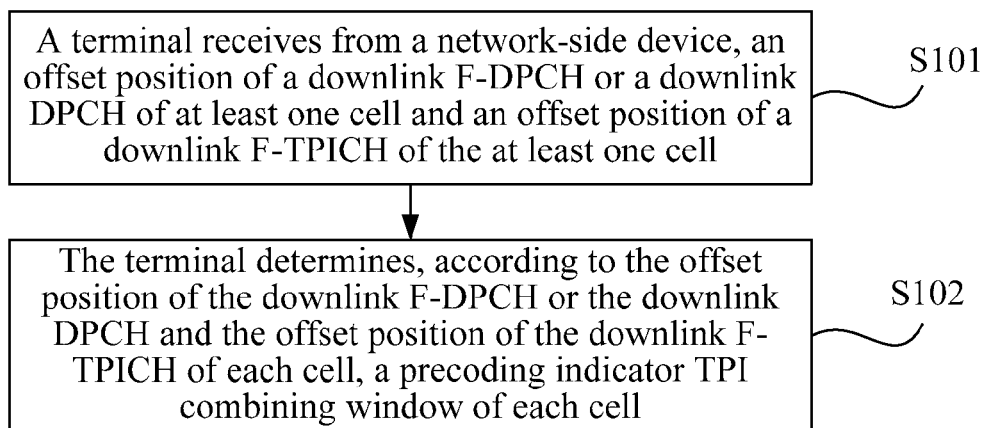 A terminal receives from a network-side device, an
offset position of a downlink F-DPCH or a downlink
DPCH of at least one cell and an offset position of a
downlink F-TPICH of the at least one cell
S101
The terminal determines, according to the offset
position of the downlink F-DPCH or the downlink
DPCH and the offset position of the downlink F-
TPICH of each cell, a precoding indicator TPI
combining window of each cell
S102